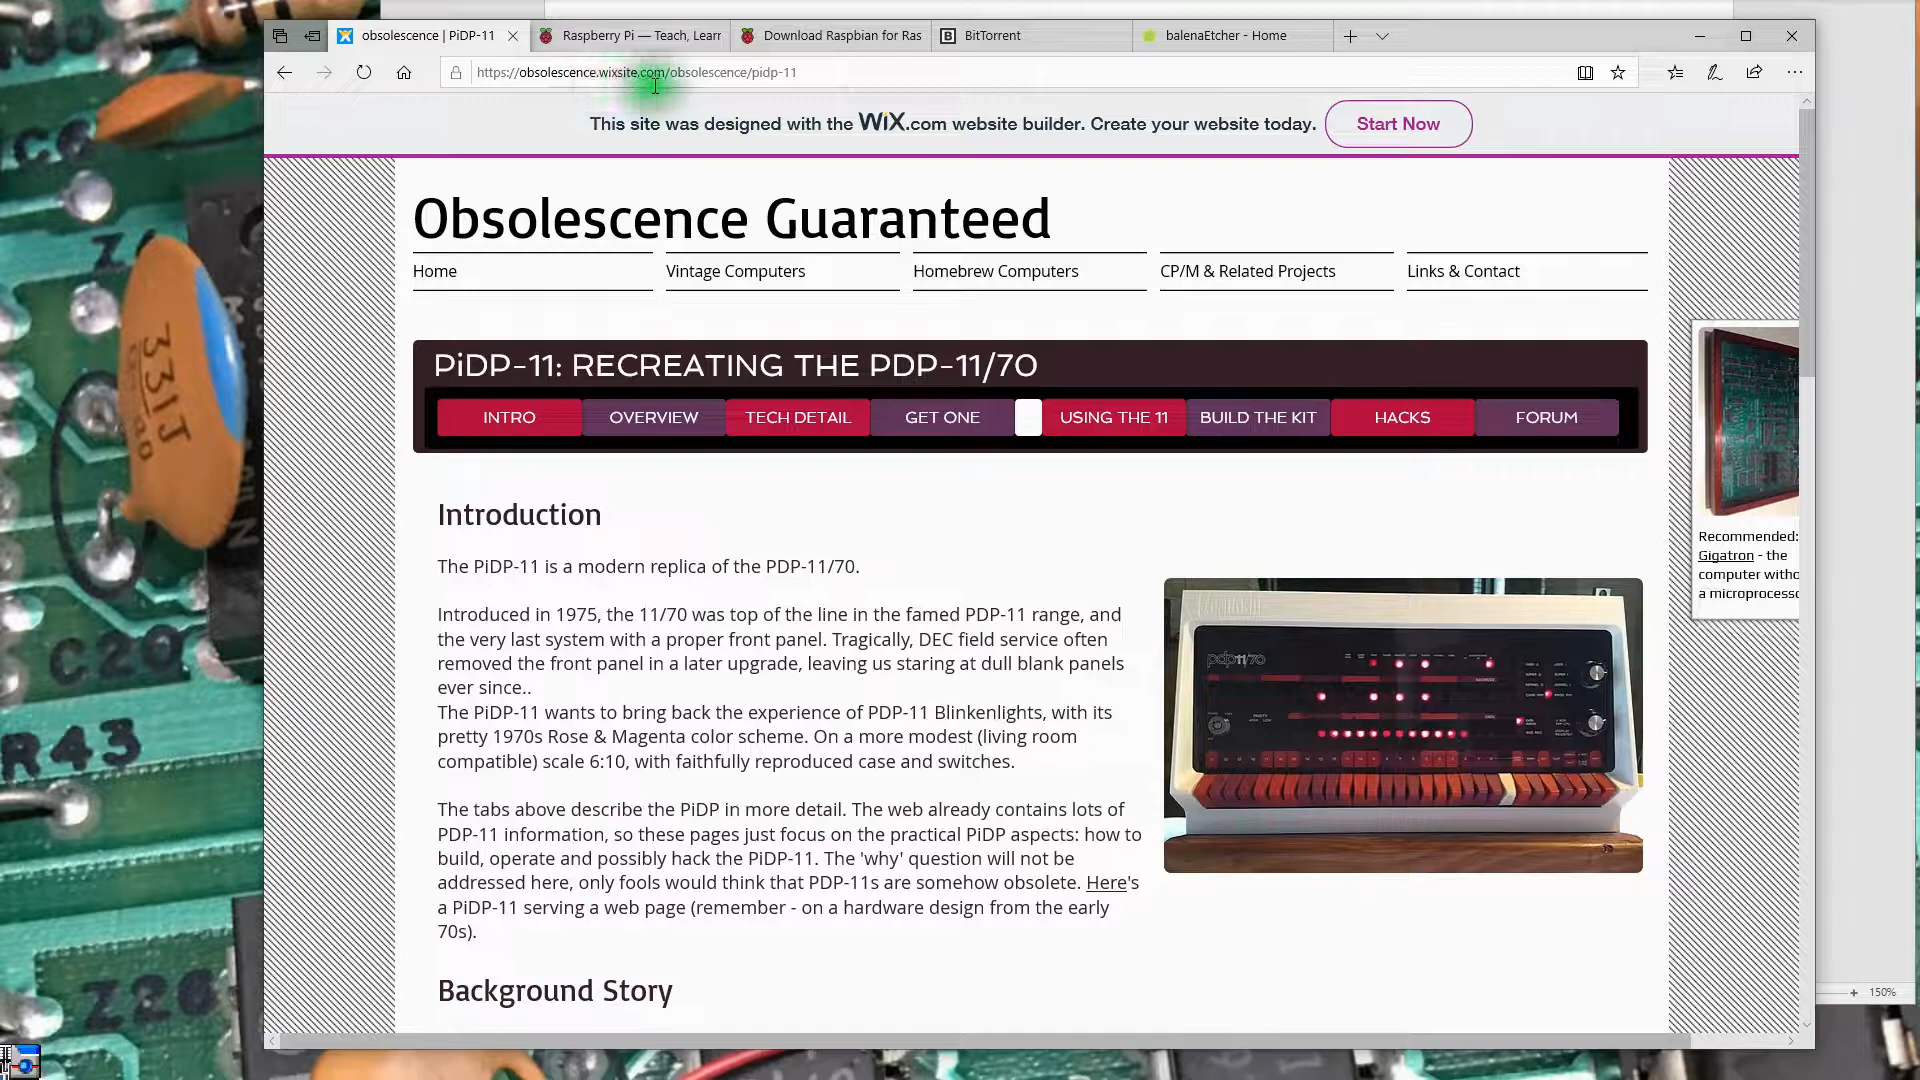 obsolescence | PiDP-11
Raspberry Pi — Teach, Learn
Download Raspbian for Ras
BitTorrent
balenaEtcher - Home
https://obsolescence.wixsite.com/obsolescence/pidp-11
This site was designed with the WiX.com website builder. Create your website today.
Start Now
Obsolescence Guaranteed
Home
Vintage Computers
Homebrew Computers
CP/M & Related Projects
Links & Contact
PiDP-11: RECREATING THE PDP-11/70
INTRO
OVERVIEW
TECH DETAIL
GET ONE
USING THE 11
BUILD THE KIT
HACKS
FORUM
Introduction
The PiDP-11 is a modern replica of the PDP-11/70.
Introduced in 1975, the 11/70 was top of the line in the famed PDP-11 range, and
the very last system with a proper front panel. Tragically, DEC field service often
removed the front panel in a later upgrade, leaving us staring at dull blank panels
ever since..
The PiDP-11 wants to bring back the experience of PDP-11 Blinkenlights, with its
pretty 1970s Rose & Magenta color scheme. On a more modest (living room
compatible) scale 6:10, with faithfully reproduced case and switches.
The tabs above describe the PiDP in more detail. The web already contains lots of
PDP-11 information, so these pages just focus on the practical PiDP aspects: how to
build, operate and possibly hack the PiDP-11. The 'why' question will not be
addressed here, only fools would think that PDP-11s are somehow obsolete. Here's
a PiDP-11 serving a web page (remember - on a hardware design from the early
70s).
Background Story
pdp11/70
Recommended:
Gigatron - the
computer witho
a microprocesso
150%
331J
C20
R43
Z20